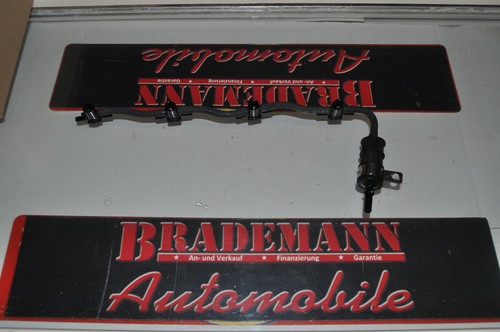 Automobile
An- und Verkauf ★ Finanzierung ★ Garantie
BRADEMANN
BRADEMANN
★ An- und Verkauf ★ Finanzierung ★ Garantie
Automobile